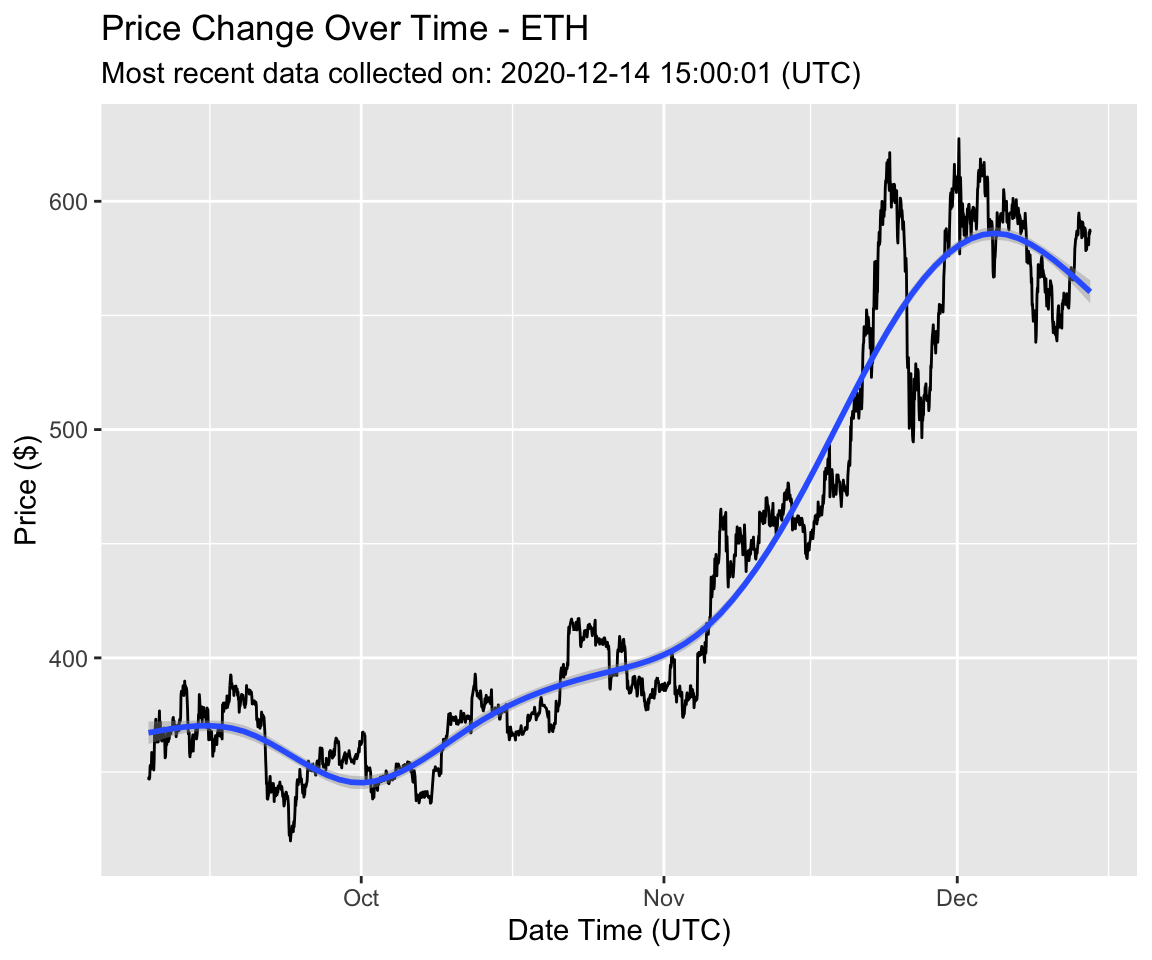 Price Change Over Time - ETH
Most recent data collected on: 2020-12-14 15:00:01 (UTC)
Price ($)
600
500
400
Oct
Nov
Dec
Date Time (UTC)